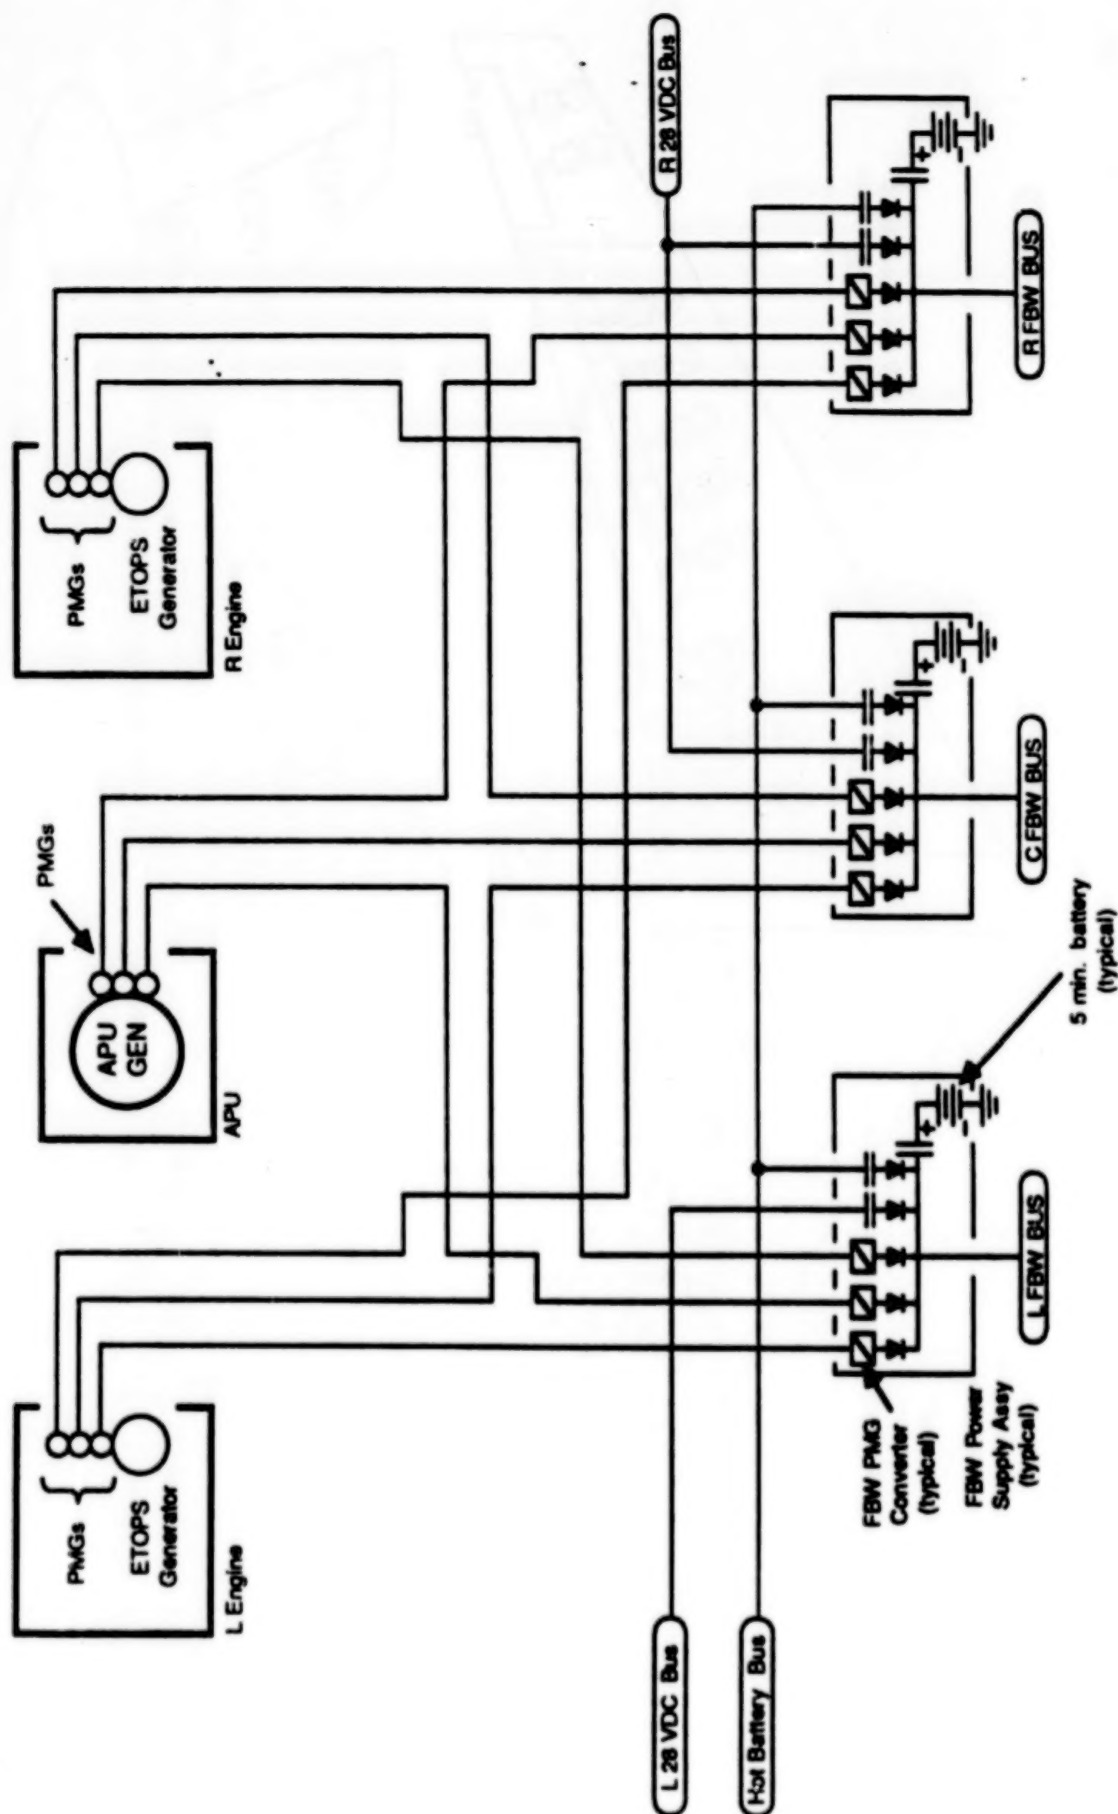 PMGs
ETOPS
Generator
L Engine
APU
GEN
PMGs
APU
PMGs
ETOPS
Generator
R Engine
R 28 VDC Bus
L 28 VDC Bus
Hot Battery Bus
FBW PMG
Converter
(typical)
FBW Power
Supply Assy
(typical)
+
-
+
-
+
-
5 min. battery
(typical)
L FBW BUS
C FBW BUS
R FBW BUS